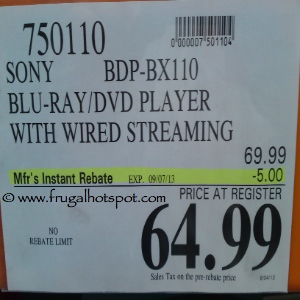 750110
0000007501104
SONY BDP-BX110
BLU-RAY/DVD PLAYER
WITH WIRED STREAMING
69.99
Mfr's Instant Rebate EXP. 09/07/13 -5.00
© www.frugalhotspot.com
PRICE AT REGISTER
NO
REBATE LIMIT
64.99
Sales Tax on the pre-rebate price